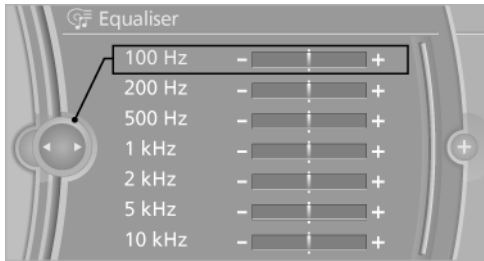 Equaliser
100 Hz - +
200 Hz - +
500 Hz - +
1 kHz - +
2 kHz - +
5 kHz - +
10 kHz - +
+